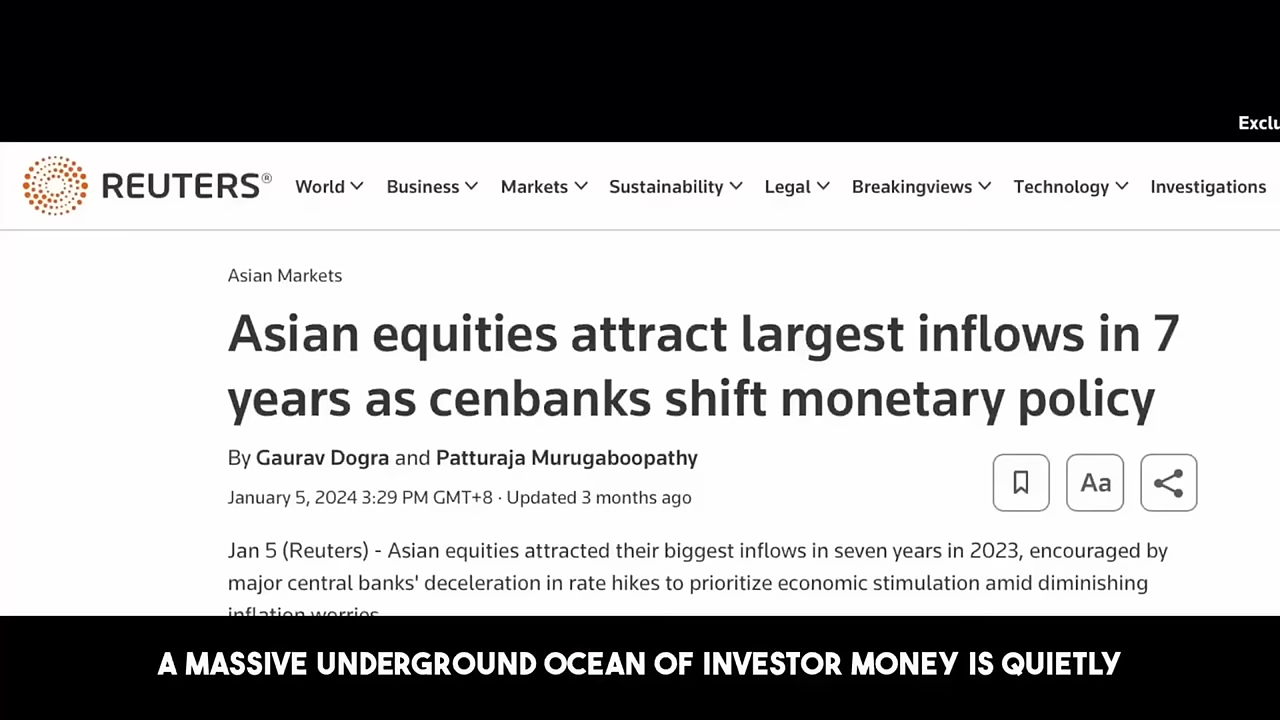 Exclu
REUTERS®
World Business Markets Sustainability Legal Breakingviews Technology Investigations
Asian Markets
Asian equities attract largest inflows in 7
years as cenbanks shift monetary policy
By Gaurav Dogra and Patturaja Murugaboopathy
January 5, 2024 3:29 PM GMT+8 · Updated 3 months ago
Aa
Jan 5 (Reuters) - Asian equities attracted their biggest inflows in seven years in 2023, encouraged by
major central banks' deceleration in rate hikes to prioritize economic stimulation amid diminishing
inflation worries
A MASSIVE UNDERGROUND OCEAN OF INVESTOR MONEY IS QUIETLY